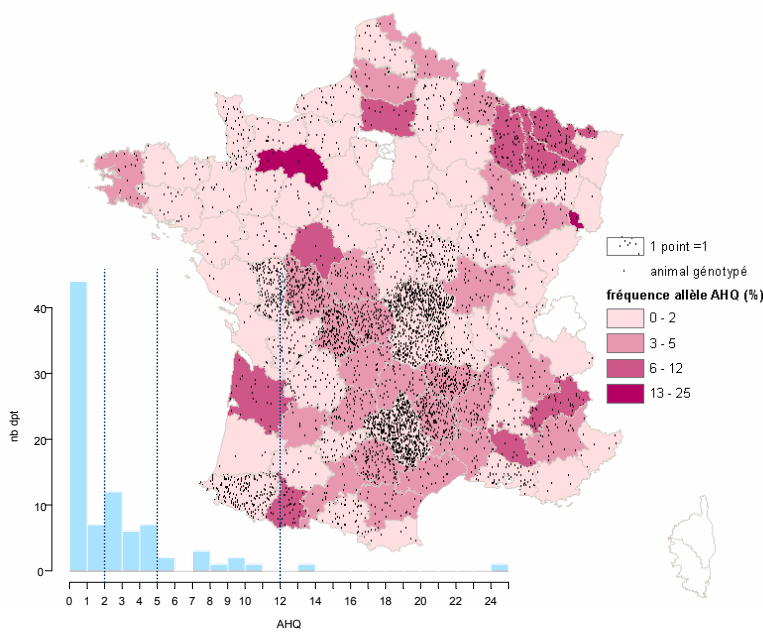 1 point =1
animal génotypé
fréquence allèle AHQ (%)
0 - 2
3 - 5
6 - 12
13 - 25
nb dpt
40
30
20
10
0
0 1 2 3 4 5 6 7 8 9 10 12 14 16 18 20 22 24
AHQ